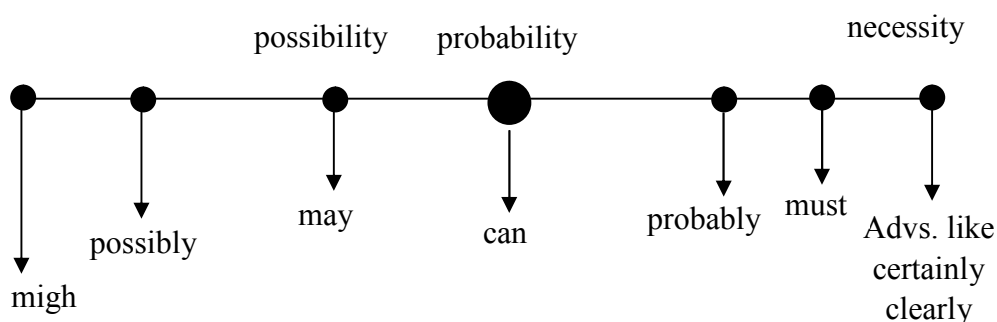 possibility probability necessity
possibly may can probably must Advs. like
certainly
clearly
migh